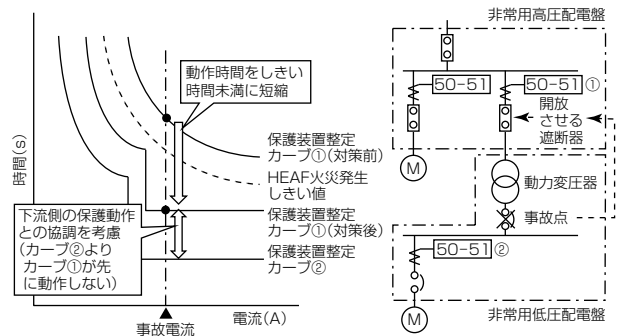 時間(s)
動作時間をしきい
時間未満に短縮
保護装置整定
カーブ①(対策前)
HEAF火災発生
しきい値
保護装置整定
カーブ①(対策後)
保護装置整定
カーブ②
下流側の保護動作
との協調を考慮
(カーブ②より
カーブ①が先
に動作しない)
事故電流
電流(A)
非常用高圧配電盤
50-51
50-51 ①
開放
させる
遮断器
M
動力変圧器
事故点
50-51 ②
M
非常用低圧配電盤